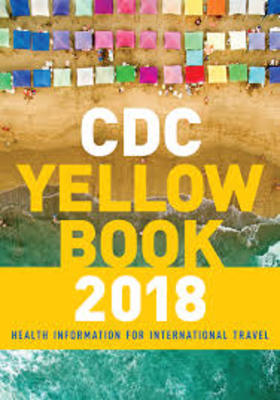 CDC
YELLOW
BOOK
2018
HEALTH INFORMATION FOR INTERNATIONAL TRAVEL